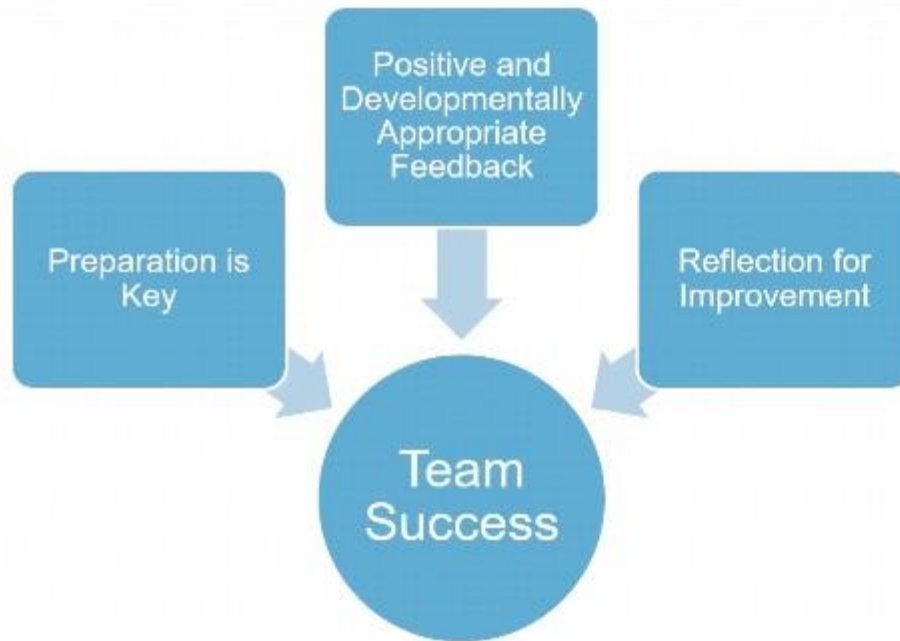 Positive and
Developmentally
Appropriate
Feedback
Preparation is
Key
Reflection for
Improvement
Team
Success